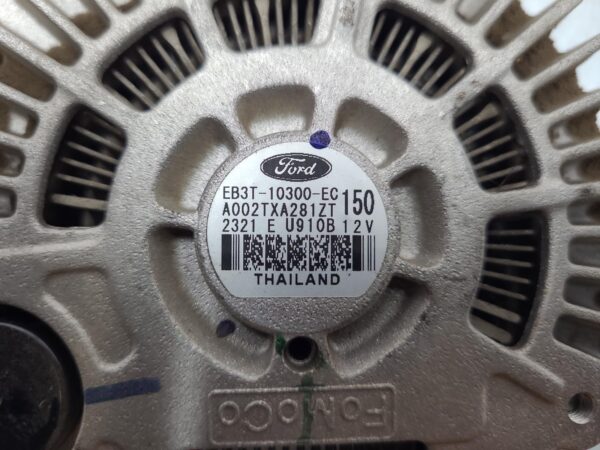 Ford
EB3T-10300-EC 150
A002TXA281ZT
2321 E U910B 12V
THAILAND
FoMoCo